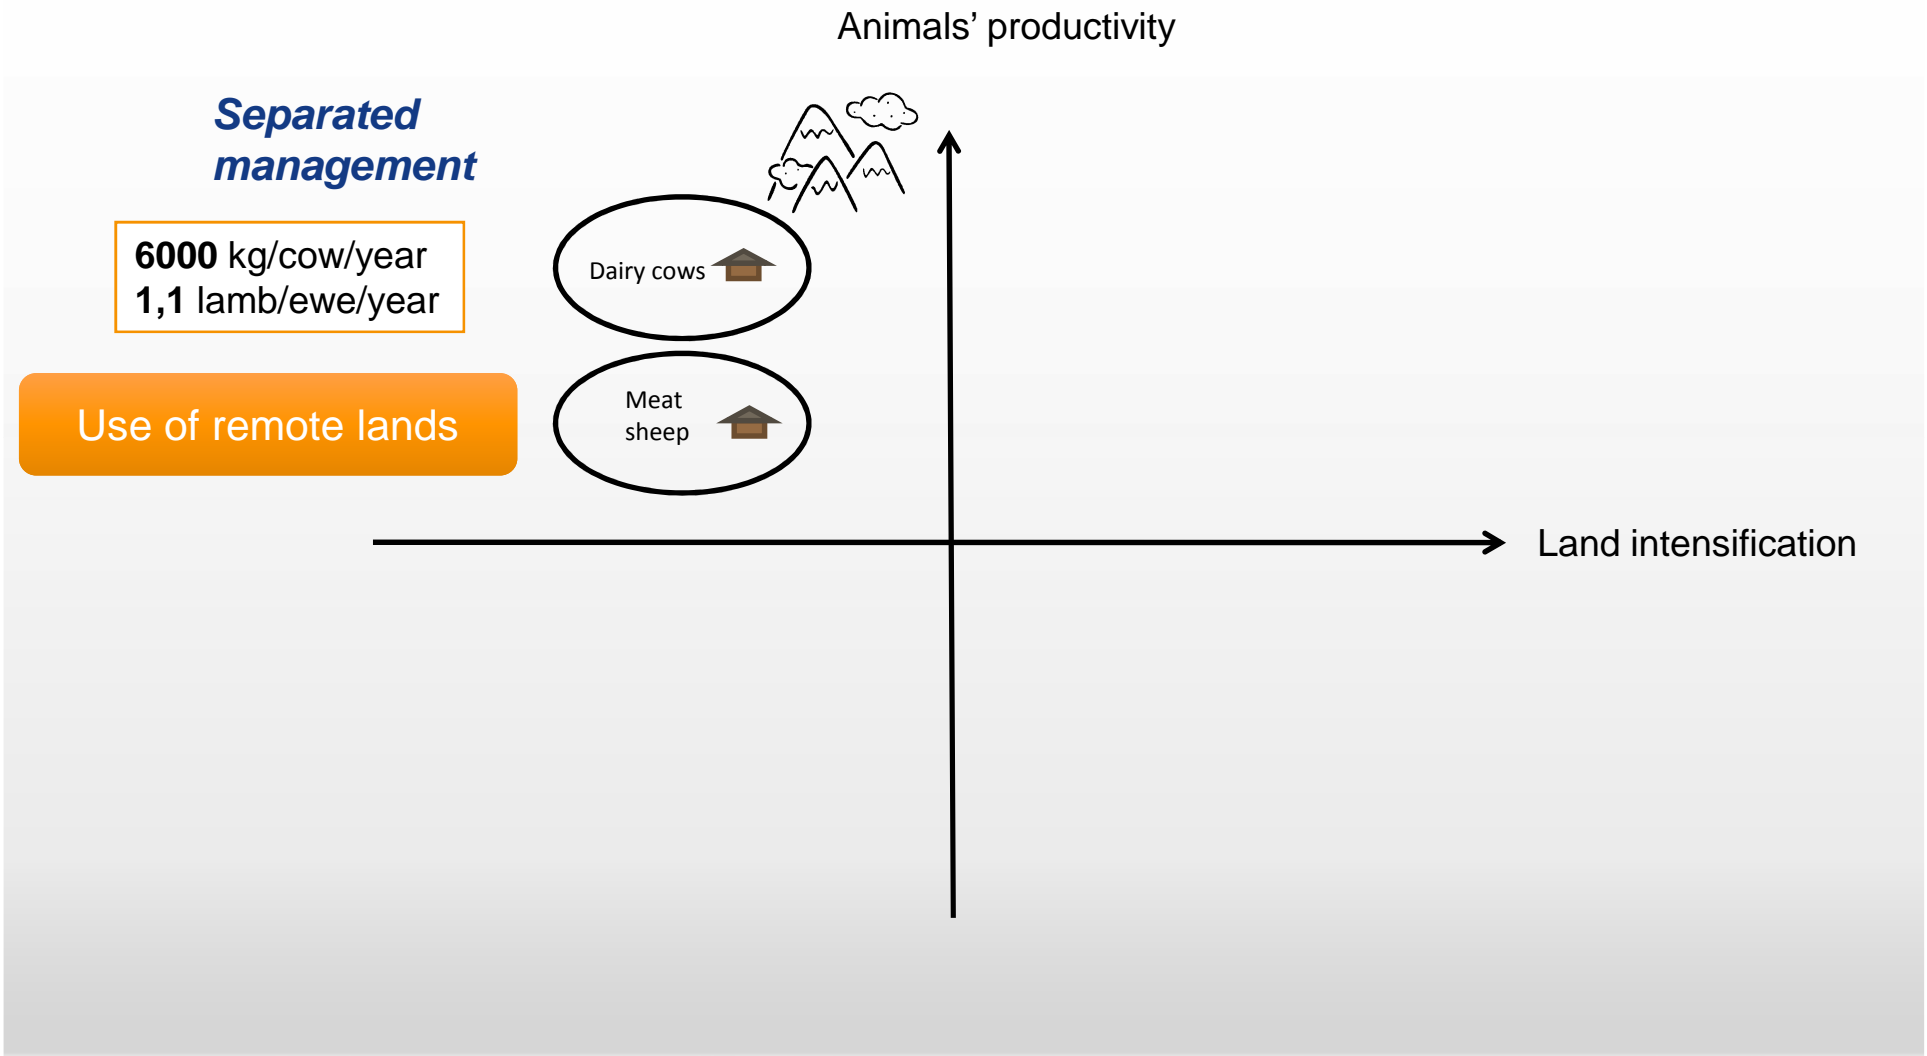 Animals’ productivity
Separated
management
6000 kg/cow/year
1,1 lamb/ewe/year
Dairy cows
Use of remote lands
Meat
sheep
Land intensification